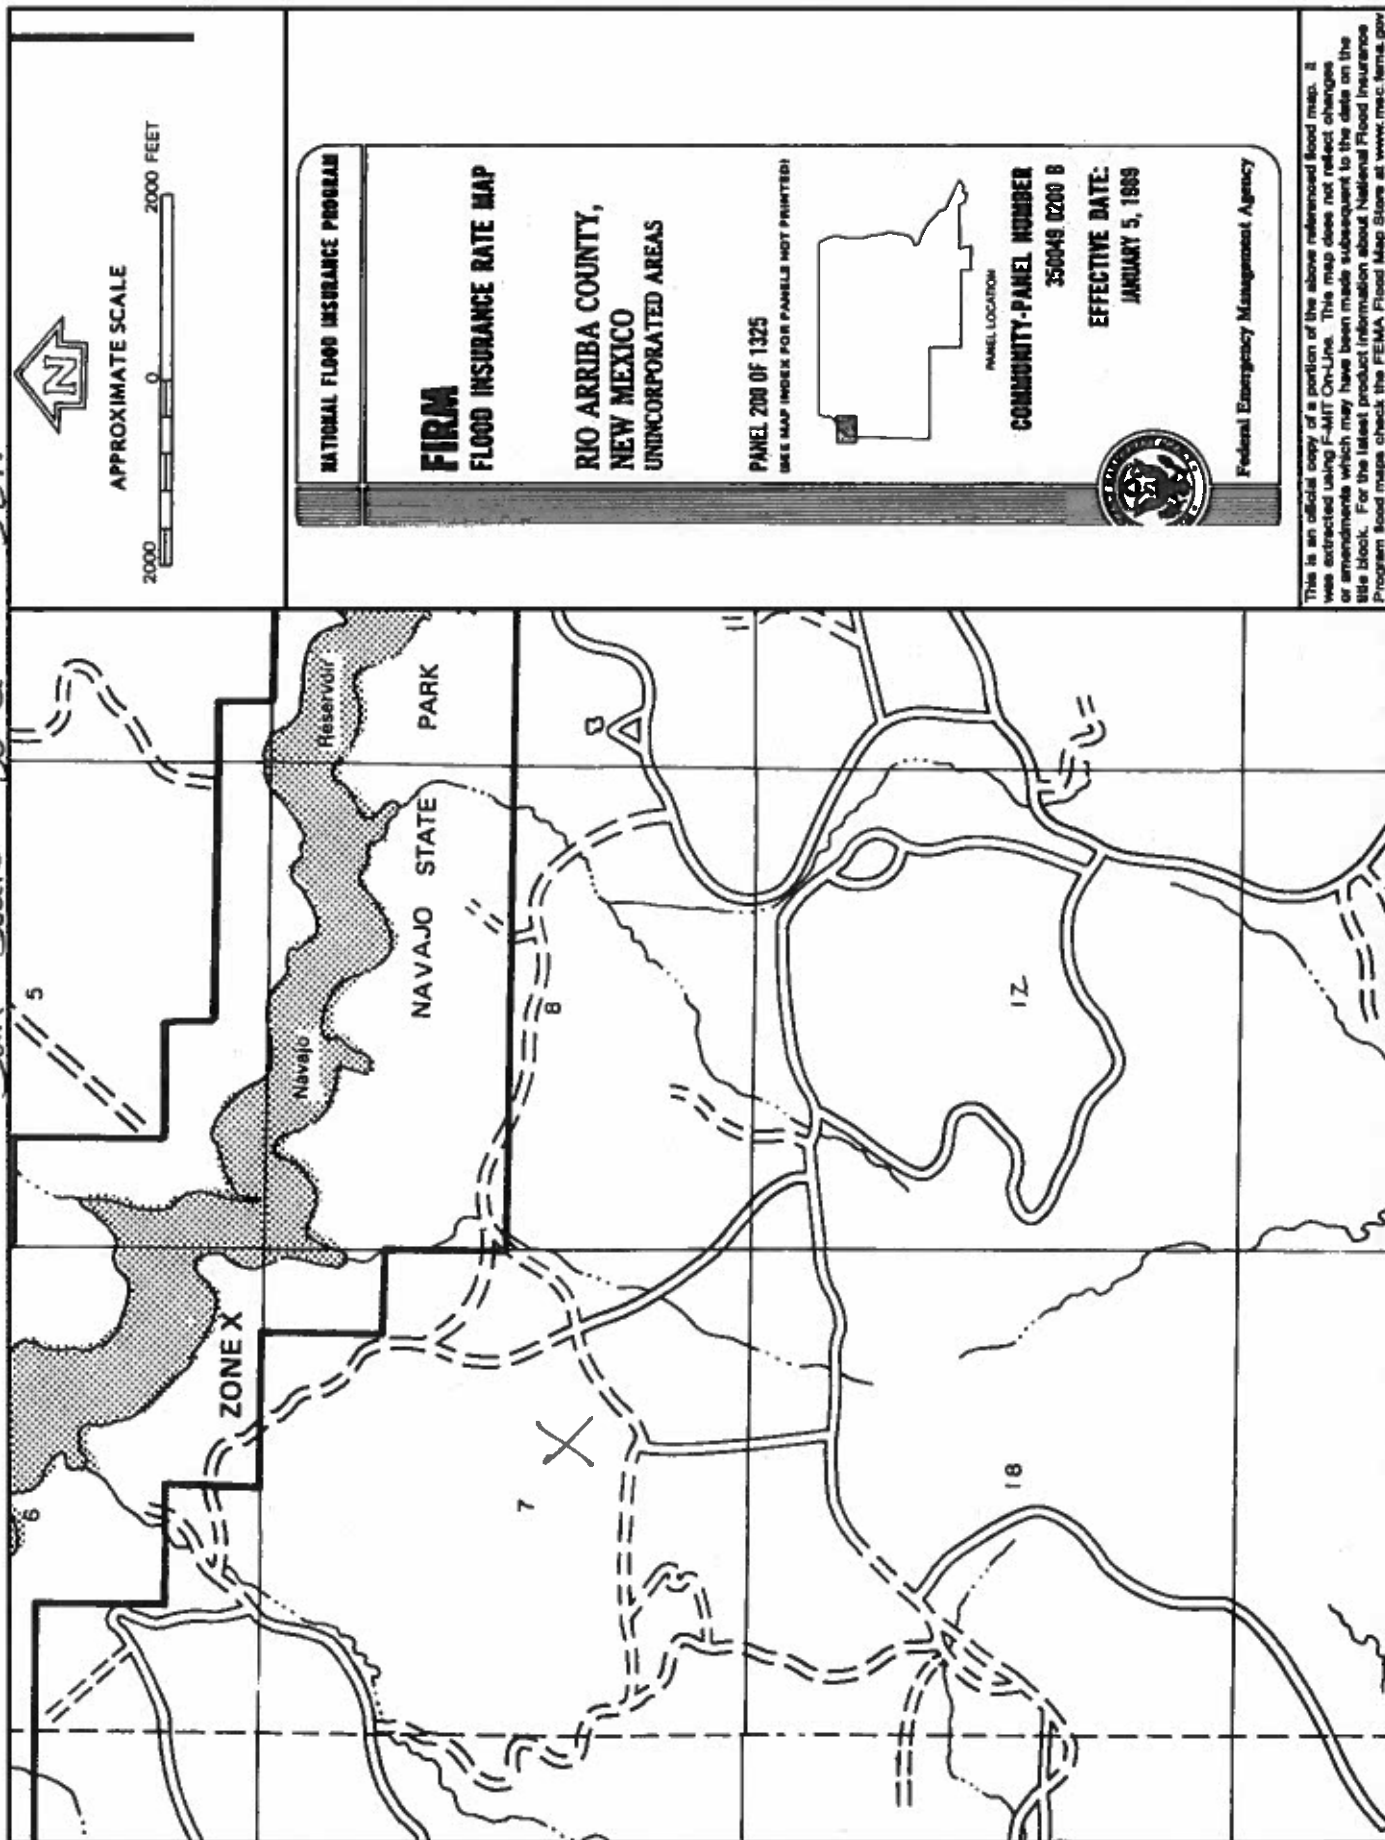 APPROXIMATE SCALE
2000
0
2000 FEET
N
NATIONAL FLOOD INSURANCE PROGRAM
FIRM
FLOOD INSURANCE RATE MAP
RIO ARRIBA COUNTY,
NEW MEXICO
UNINCORPORATED AREAS
PANEL 200 OF 1325
(SEE MAP INDEX FOR PANELS NOT PRINTED)
PANEL LOCATION
COMMUNITY-PANEL NUMBER
350049 0200 B
EFFECTIVE DATE:
JANUARY 5, 1989
Federal Emergency Management Agency
This is an official copy of a portion of the above referenced flood map. It
was extracted using F-MIT On-Line. This map does not reflect changes
or amendments which may have been made subsequent to the date on the
title block. For the latest product information about National Flood Insurance
Program flood maps check the FEMA Flood Map Store at www.msc.fema.gov
6
ZONE X
5
Navajo
Reservoir
NAVAJO STATE PARK
7
X
8
18
12
11